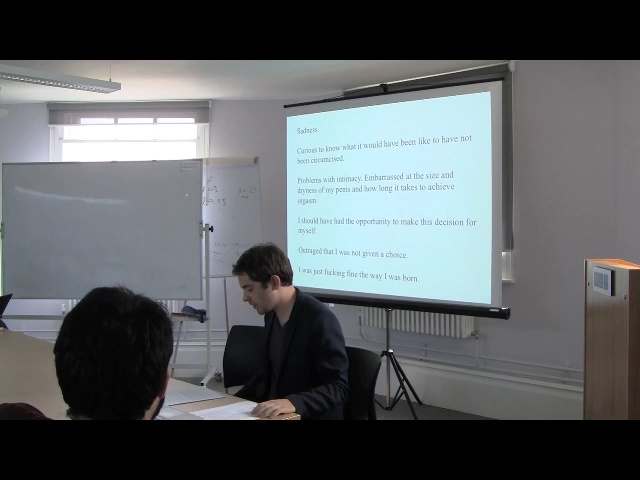 Sadness
Curious to know what it would have been like to have not
been circumcised.
Problems with intimacy. Embarrassed at the size and
dryness of my penis and how long it takes to achieve
orgasm
I should have had the opportunity to make this decision for
myself.
Outraged that I was not given a choice.
I was just fucking fine the way I was born.